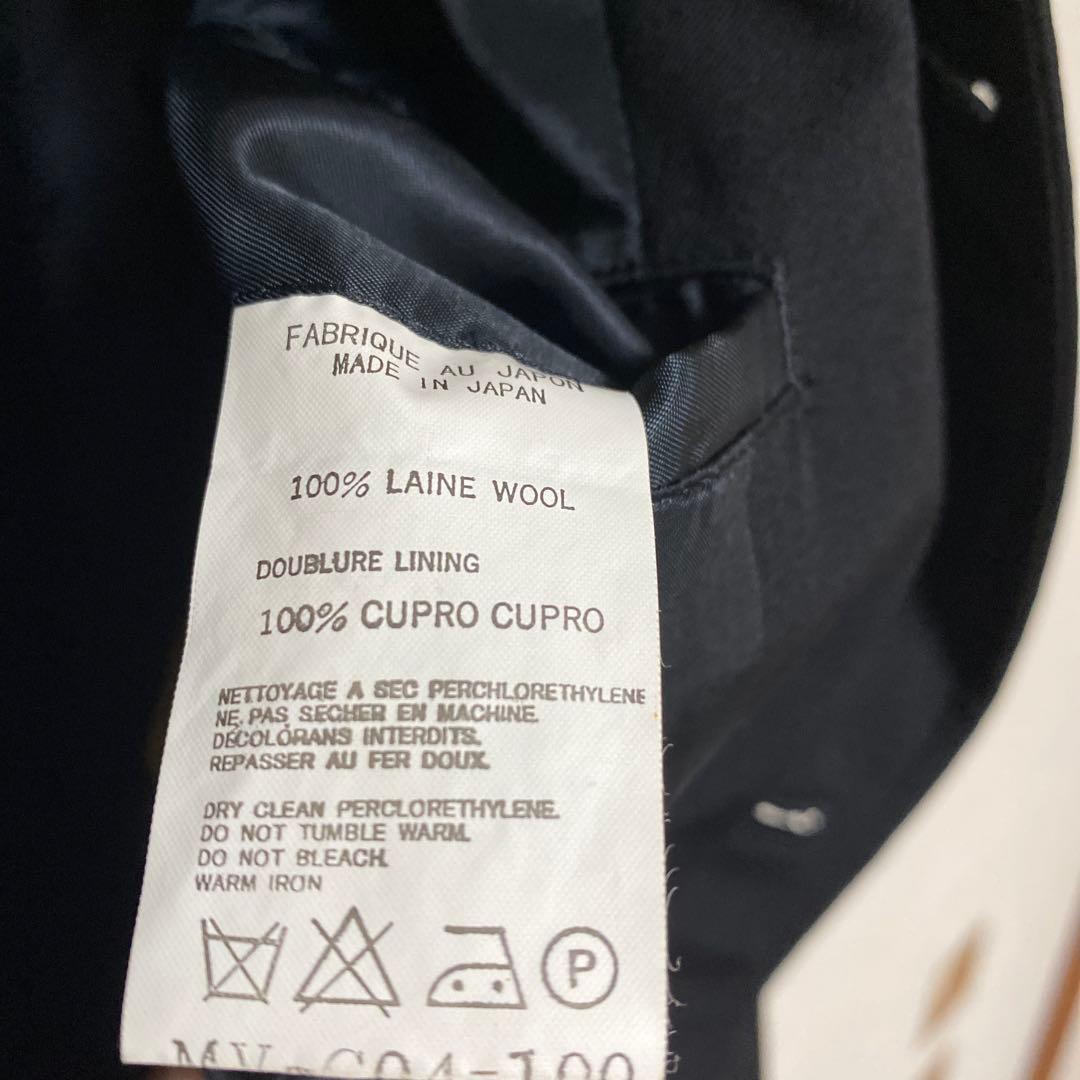 FABRIQUE AU JAPON
MADE IN JAPAN
100% LAINE WOOL
DOUBLURE LINING
100% CUPRO CUPRO
NETTOYAGE A SEC PERCHLORETHYLENE
NE PAS SECHER EN MACHINE.
DÉCOLÓRANS INTERDITS.
REPASSER AU FER DOUX.
DRY CLEAN PERCLORETHYLENE.
DO NOT TUMBLE WARM.
DO NOT BLEACH.
WARM IRON
P